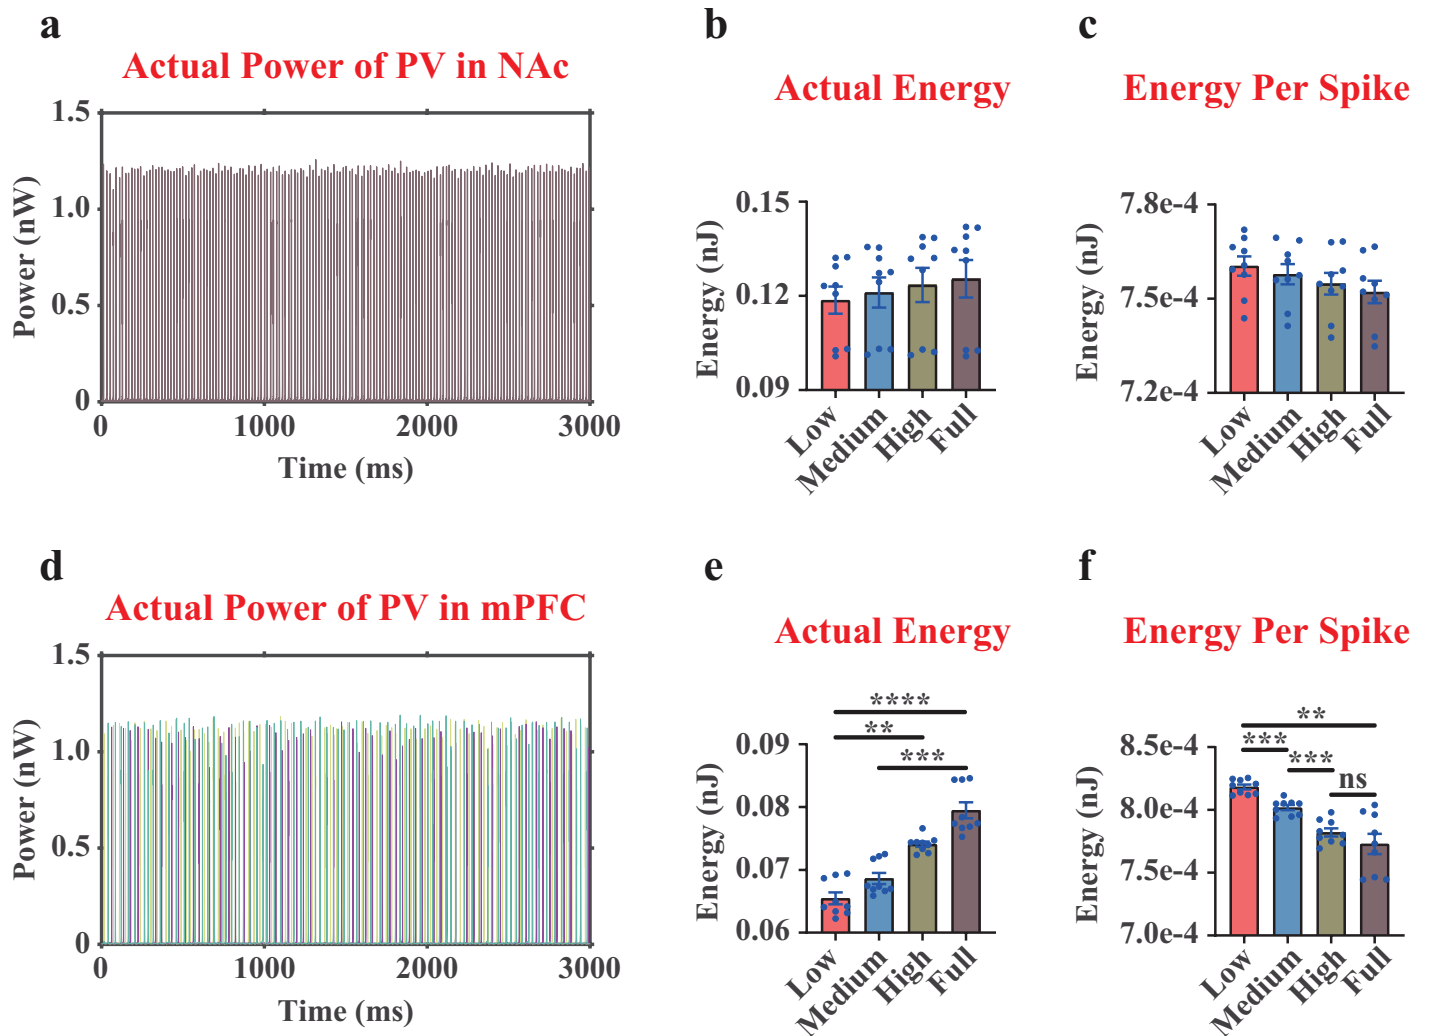 a
Actual Power of PV in NAc
Power (nW)
1.5
1.0
0.5
0
0
1000
2000
3000
Time (ms)
b
Actual Energy
Energy (nJ)
0.15
0.12
0.09
Low
Medium
High
Full
c
Energy Per Spike
Energy (nJ)
7.8e-4
7.5e-4
7.2e-4
Low
Medium
High
Full
d
Actual Power of PV in mPFC
Power (nW)
1.5
1.0
0.5
0
0
1000
2000
3000
Time (ms)
e
Actual Energy
Energy (nJ)
****
**
***
0.09
0.08
0.07
0.06
Low
Medium
High
Full
f
Energy Per Spike
Energy (nJ)
**
***
***
ns
8.5e-4
8.0e-4
7.5e-4
7.0e-4
Low
Medium
High
Full